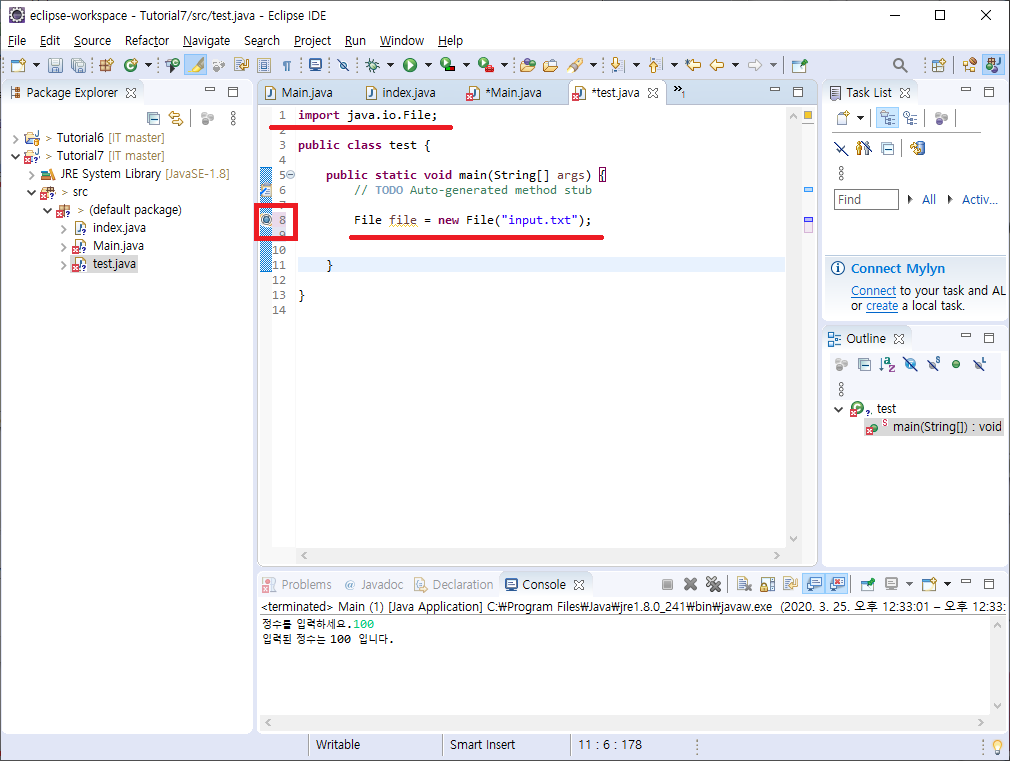 eclipse-workspace - Tutorial7/src/test.java - Eclipse IDE
File Edit Source Refactor Navigate Search Project Run Window Help
Package Explorer
Main.java index.java *Main.java *test.java »1
Task List
> Tutorial6 [IT master]
> Tutorial7 [IT master]
JRE System Library [JavaSE-1.8]
> src
> (default package)
index.java
Main.java
test.java
1 import java.io.File;
2
3 public class test {
4
5 public static void main(String[] args) {
6 // TODO Auto-generated method stub
7
8 File file = new File("input.txt");
9
10
11 }
12
13 }
14
Find All Activ...
Connect Mylyn
Connect to your task and AL
or create a local task.
Outline
test
main(String[]) : void
Problems @ Javadoc Declaration Console
<terminated> Main (1) [Java Application] C:₩Program Files₩Java₩jre1.8.0_241₩bin₩javaw.exe (2020. 3. 25. 오후 12:33:01 – 오후 12:33:
정수를 입력하세요.100
입력된 정수는 100 입니다.
Writable Smart Insert 11 : 6 : 178